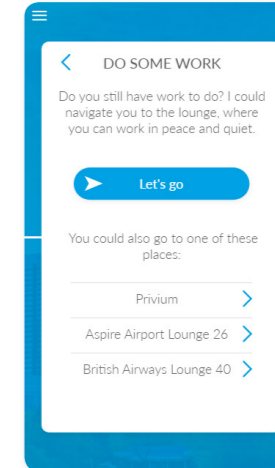 DO SOME WORK
Do you still have work to do? I could
navigate you to the lounge, where
you can work in peace and quiet.
Let's go
You could also go to one of these
places:
Privium
Aspire Airport Lounge 26
British Airways Lounge 40